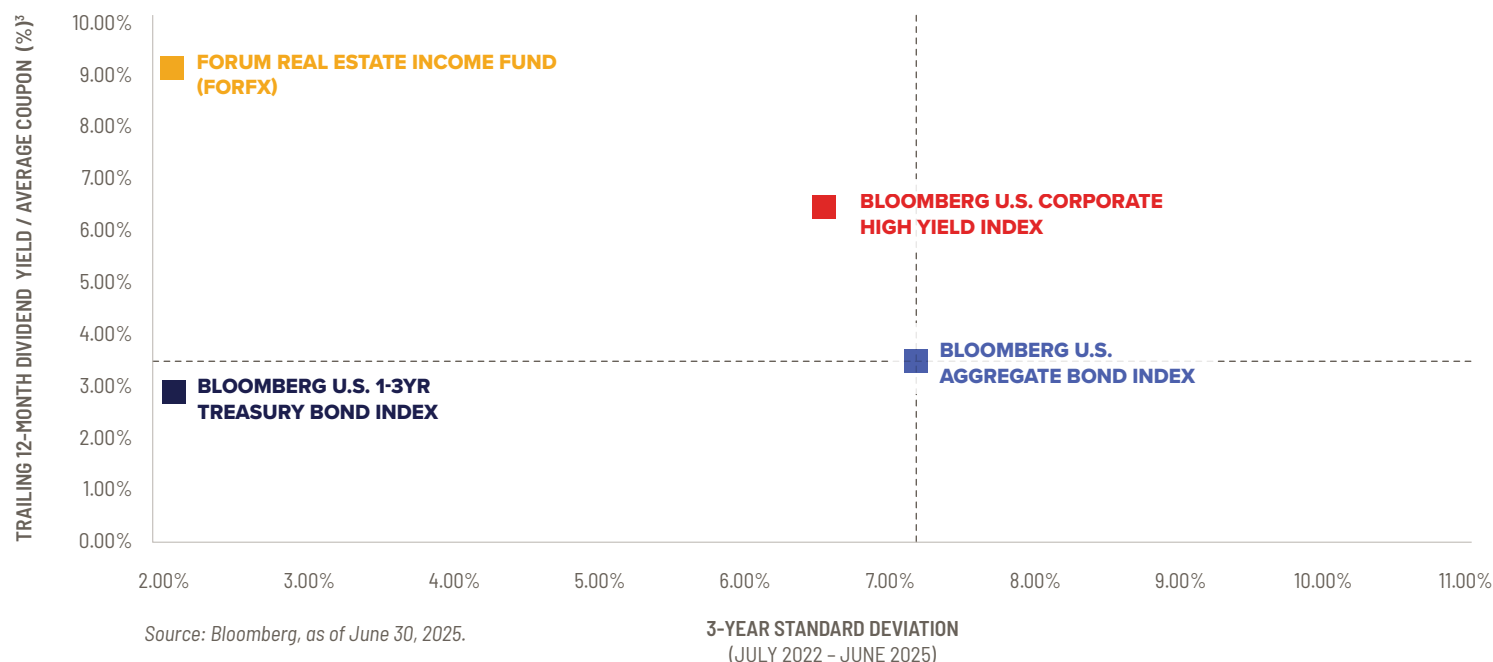 TRAILING 12-MONTH DIVIDEND YIELD / AVERAGE COUPON (%)³
10.00%
9.00%
8.00%
7.00%
6.00%
5.00%
4.00%
3.00%
2.00%
1.00%
0.00%
FORUM REAL ESTATE INCOME FUND
(FORFX)
BLOOMBERG U.S. CORPORATE
HIGH YIELD INDEX
BLOOMBERG U.S.
AGGREGATE BOND INDEX
BLOOMBERG U.S. 1-3YR
TREASURY BOND INDEX
2.00% 3.00% 4.00% 5.00% 6.00% 7.00% 8.00% 9.00% 10.00% 11.00%
Source: Bloomberg, as of June 30, 2025.
3-YEAR STANDARD DEVIATION
(JULY 2022 – JUNE 2025)